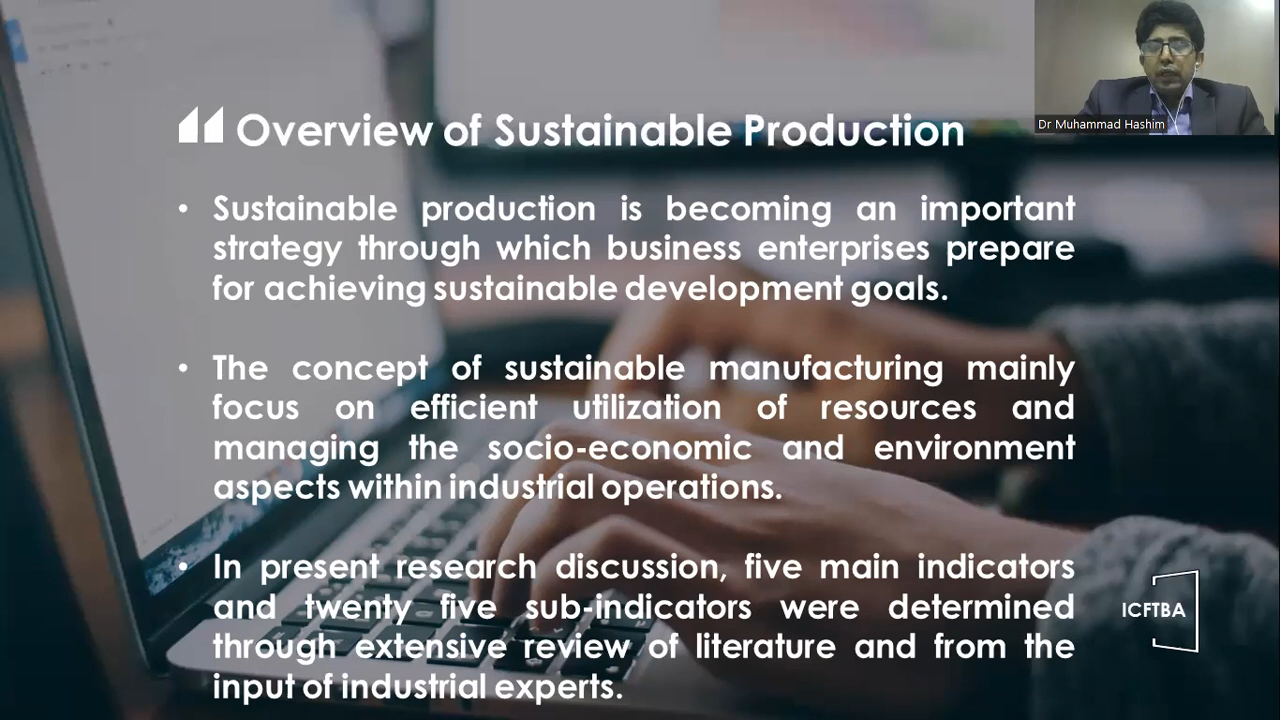 Dr Muhammad Hashim
Overview of Sustainable Production
• Sustainable production is becoming an important
strategy through which business enterprises prepare
for achieving sustainable development goals.
• The concept of sustainable manufacturing mainly
focus on efficient utilization of resources and
managing the socio-economic and environment
aspects within industrial operations.
• In present research discussion, five main indicators
and twenty five sub-indicators were determined
through extensive review of literature and from the
input of industrial experts.
ICFTBA